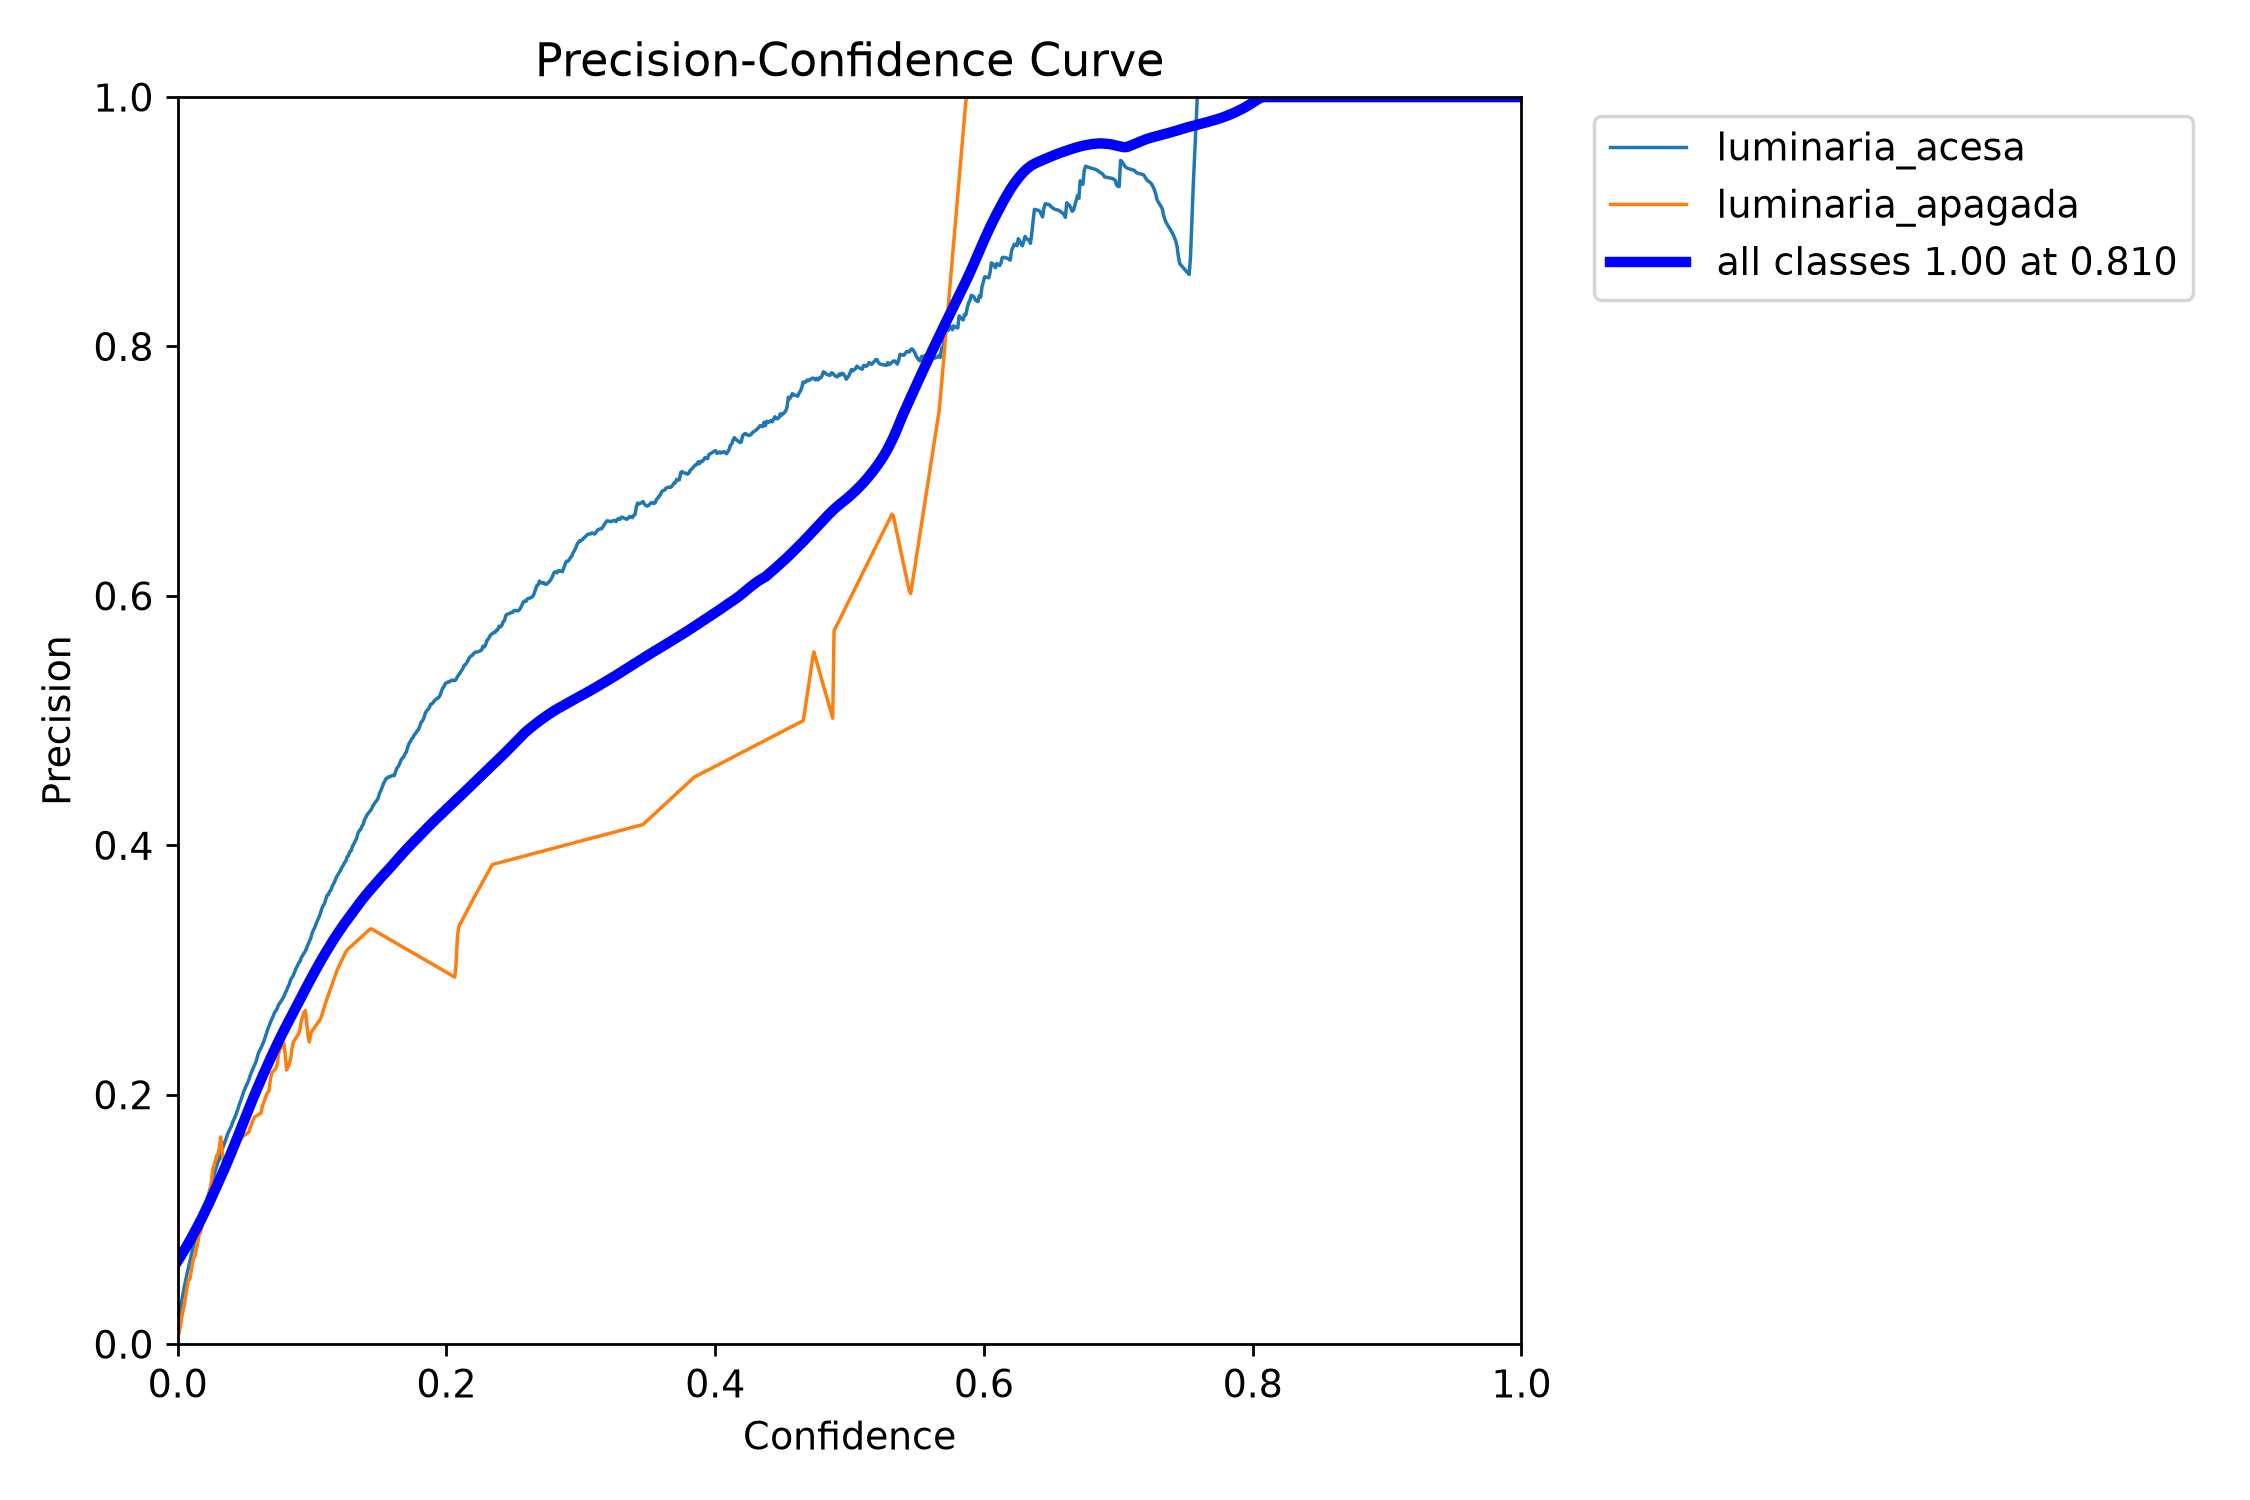 Precision-Confidence Curve
1.0
0.8
0.6
0.4
0.2
0.0
Precision
0.0 0.2 0.4 0.6 0.8 1.0
Confidence
luminaria_acesa
luminaria_apagada
all classes 1.00 at 0.810